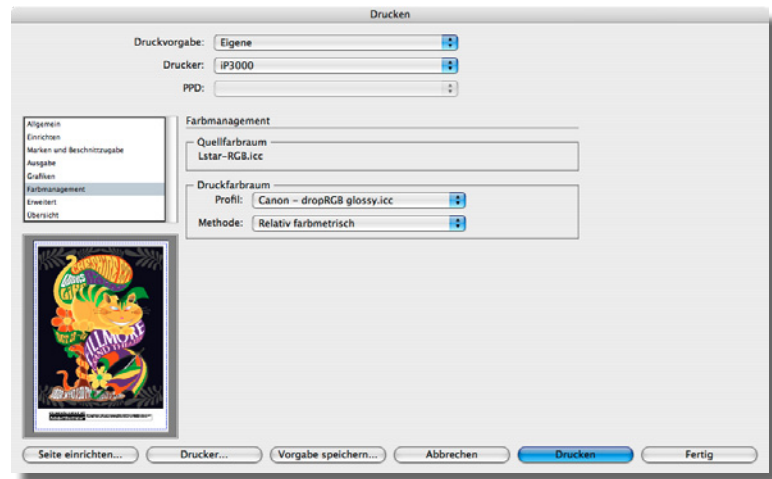 Drucken
Druckvorgabe: Eigene
Drucker: iP3000
PPD:
Allgemein
Einrichten
Marken und Beschnittzugabe
Ausgabe
Grafiken
Farbmanagement
Erweitert
Übersicht
Farbmanagement
Quellfarbraum
Lstar-RGB.icc
Druckfarbraum
Profil: Canon – dropRGB glossy.icc
Methode: Relativ farbmetrisch
Seite einrichten... Drucker... Vorgabe speichern... Abbrechen Drucken Fertig